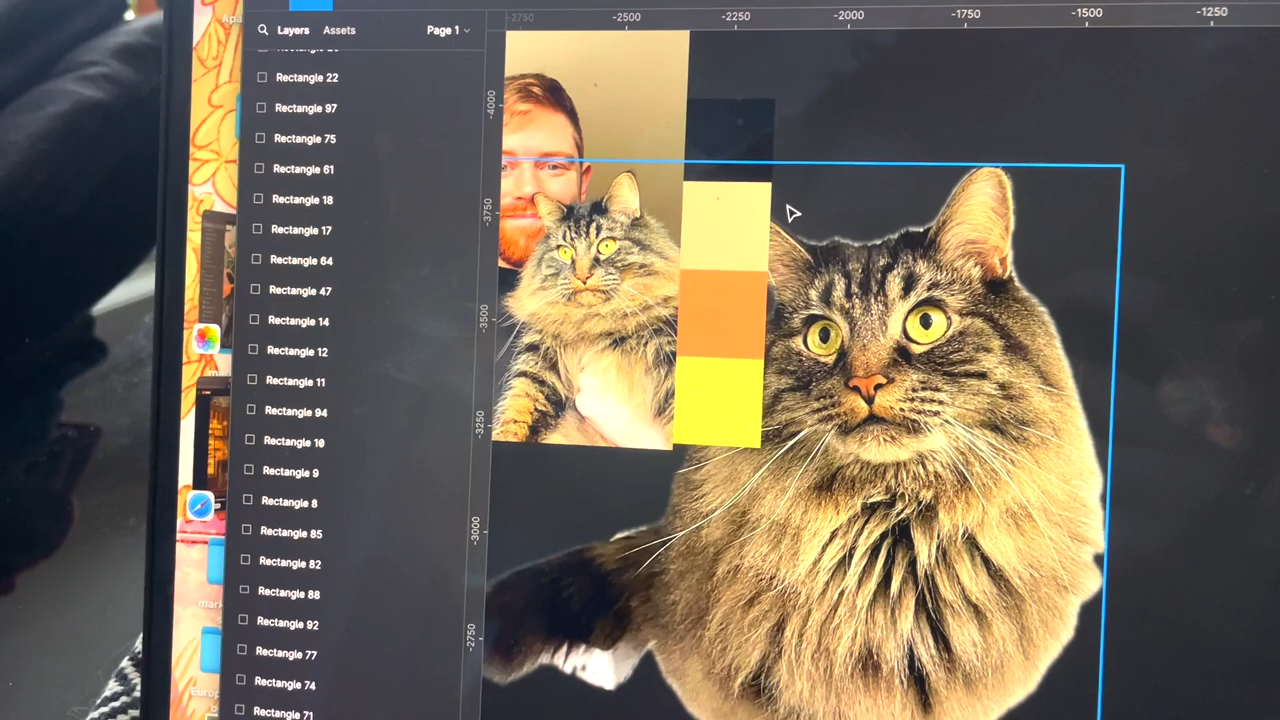 Apa
Layers Assets Page 1
-2750 -2500 -2250 -2000 -1750 -1500 -1250
Rectangle 22
Rectangle 97
Rectangle 75
Rectangle 61
Rectangle 18
Rectangle 17
Rectangle 64
Rectangle 47
Rectangle 14
Rectangle 12
Rectangle 11
Rectangle 94
Rectangle 10
Rectangle 9
Rectangle 8
Rectangle 85
Rectangle 82
Rectangle 88
Rectangle 92
Rectangle 77
Rectangle 74
Rectangle 71
-4000
-3750
-3500
-3250
-3000
-2750
mark
Europ